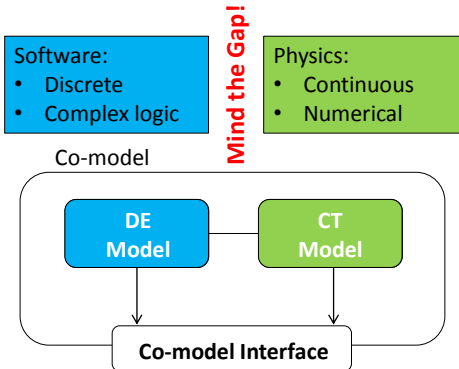 Software:
• Discrete
• Complex logic
Mind the Gap!
Physics:
• Continuous
• Numerical
Co-model
DE
Model
CT
Model
Co-model Interface